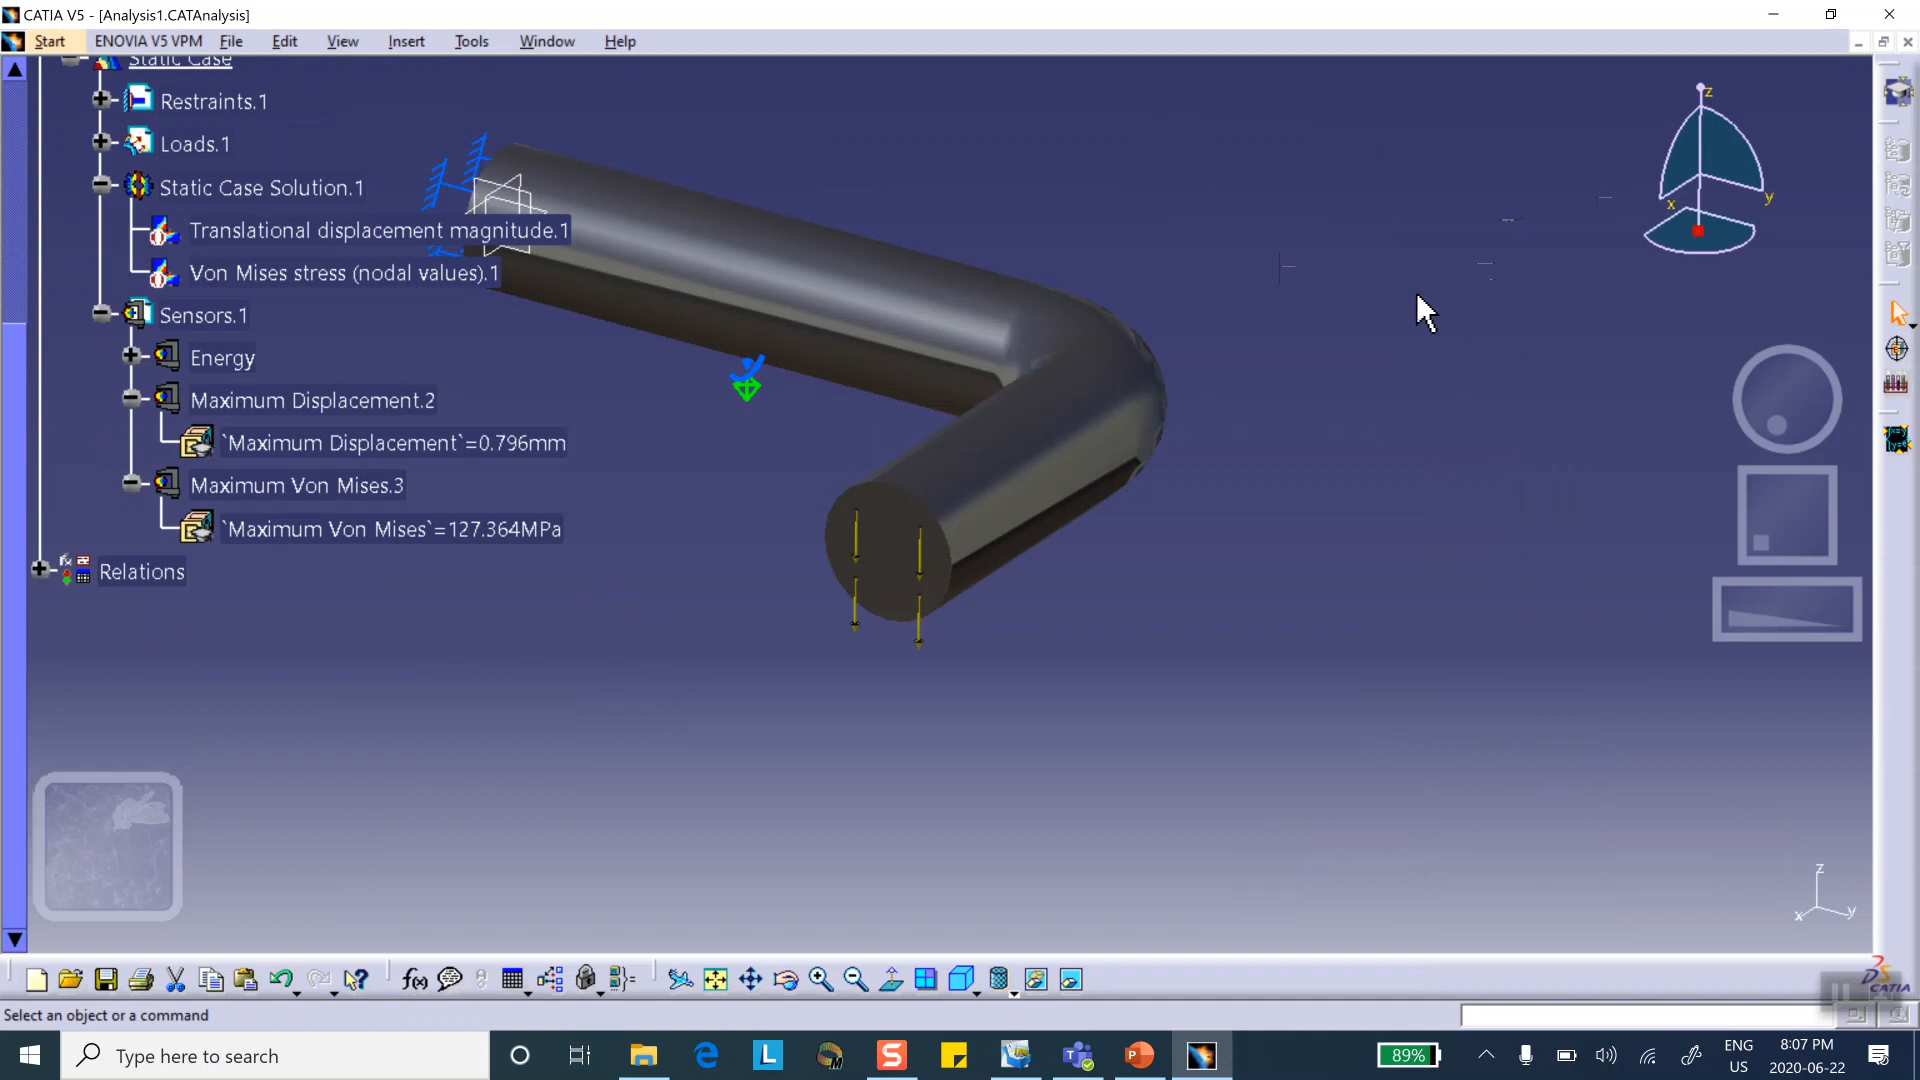 CATIA V5 - [Analysis1.CATAnalysis]
Start ENOVIA V5 VPM File Edit View Insert Tools Window Help
Static Case
Restraints.1
Loads.1
Static Case Solution.1
Translational displacement magnitude.1
Von Mises stress (nodal values).1
Sensors.1
Energy
Maximum Displacement.2
`Maximum Displacement`=0.796mm
Maximum Von Mises.3
`Maximum Von Mises`=127.364MPa
Relations
z
x
y
z
x
y
f(x)
CATIA
Select an object or a command
Type here to search
89%
ENG
US
8:07 PM
2020-06-22